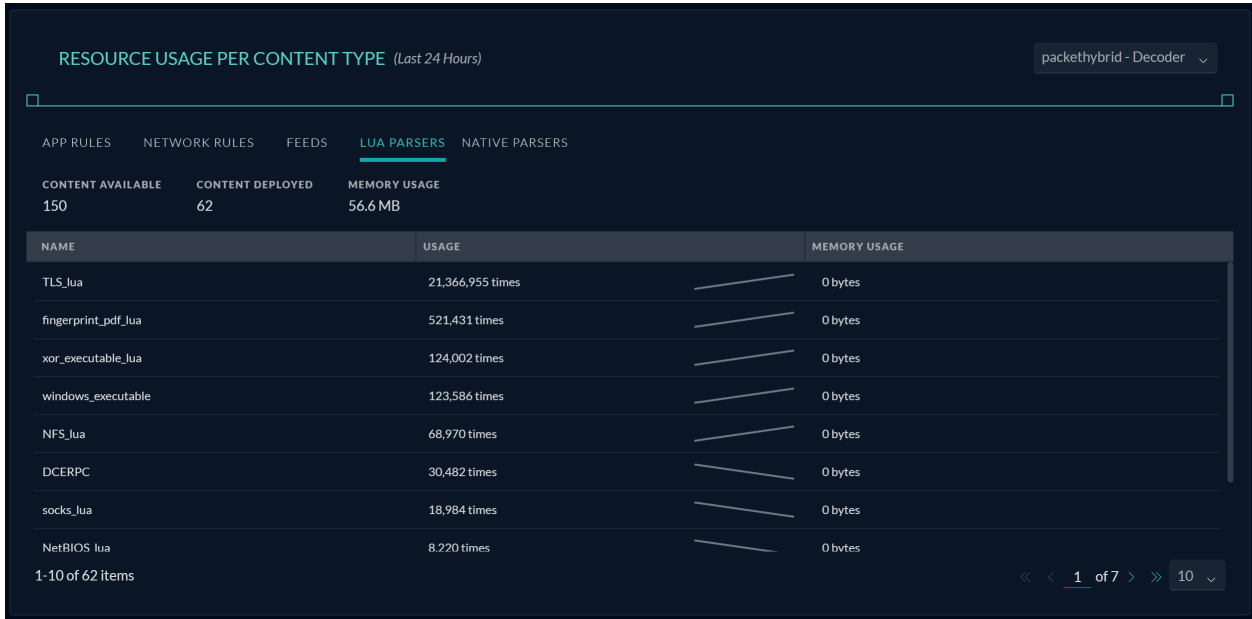 RESOURCE USAGE PER CONTENT TYPE (Last 24 Hours)
packethybrid - Decoder
APP RULES NETWORK RULES FEEDS LUA PARSERS NATIVE PARSERS
CONTENT AVAILABLE CONTENT DEPLOYED MEMORY USAGE
150 62 56.6 MB
NAME USAGE MEMORY USAGE
TLS_lua 21,366,955 times 0 bytes
fingerprint_pdf_lua 521,431 times 0 bytes
xor_executable_lua 124,002 times 0 bytes
windows_executable 123,586 times 0 bytes
NFS_lua 68,970 times 0 bytes
DCERPC 30,482 times 0 bytes
socks_lua 18,984 times 0 bytes
NetBIOS_lua 8,220 times 0 bytes
1-10 of 62 items
« < 1 of 7 > » 10